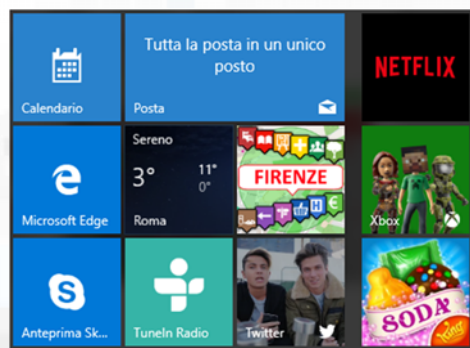 Calendario
Tutta la posta in un unico
posto
Posta
NETFLIX
Microsoft Edge
Sereno
3°
11°
0°
Roma
FIRENZE
H
€
i
Xbox
Anteprima Sk...
TuneIn Radio
Twitter
SODA
King